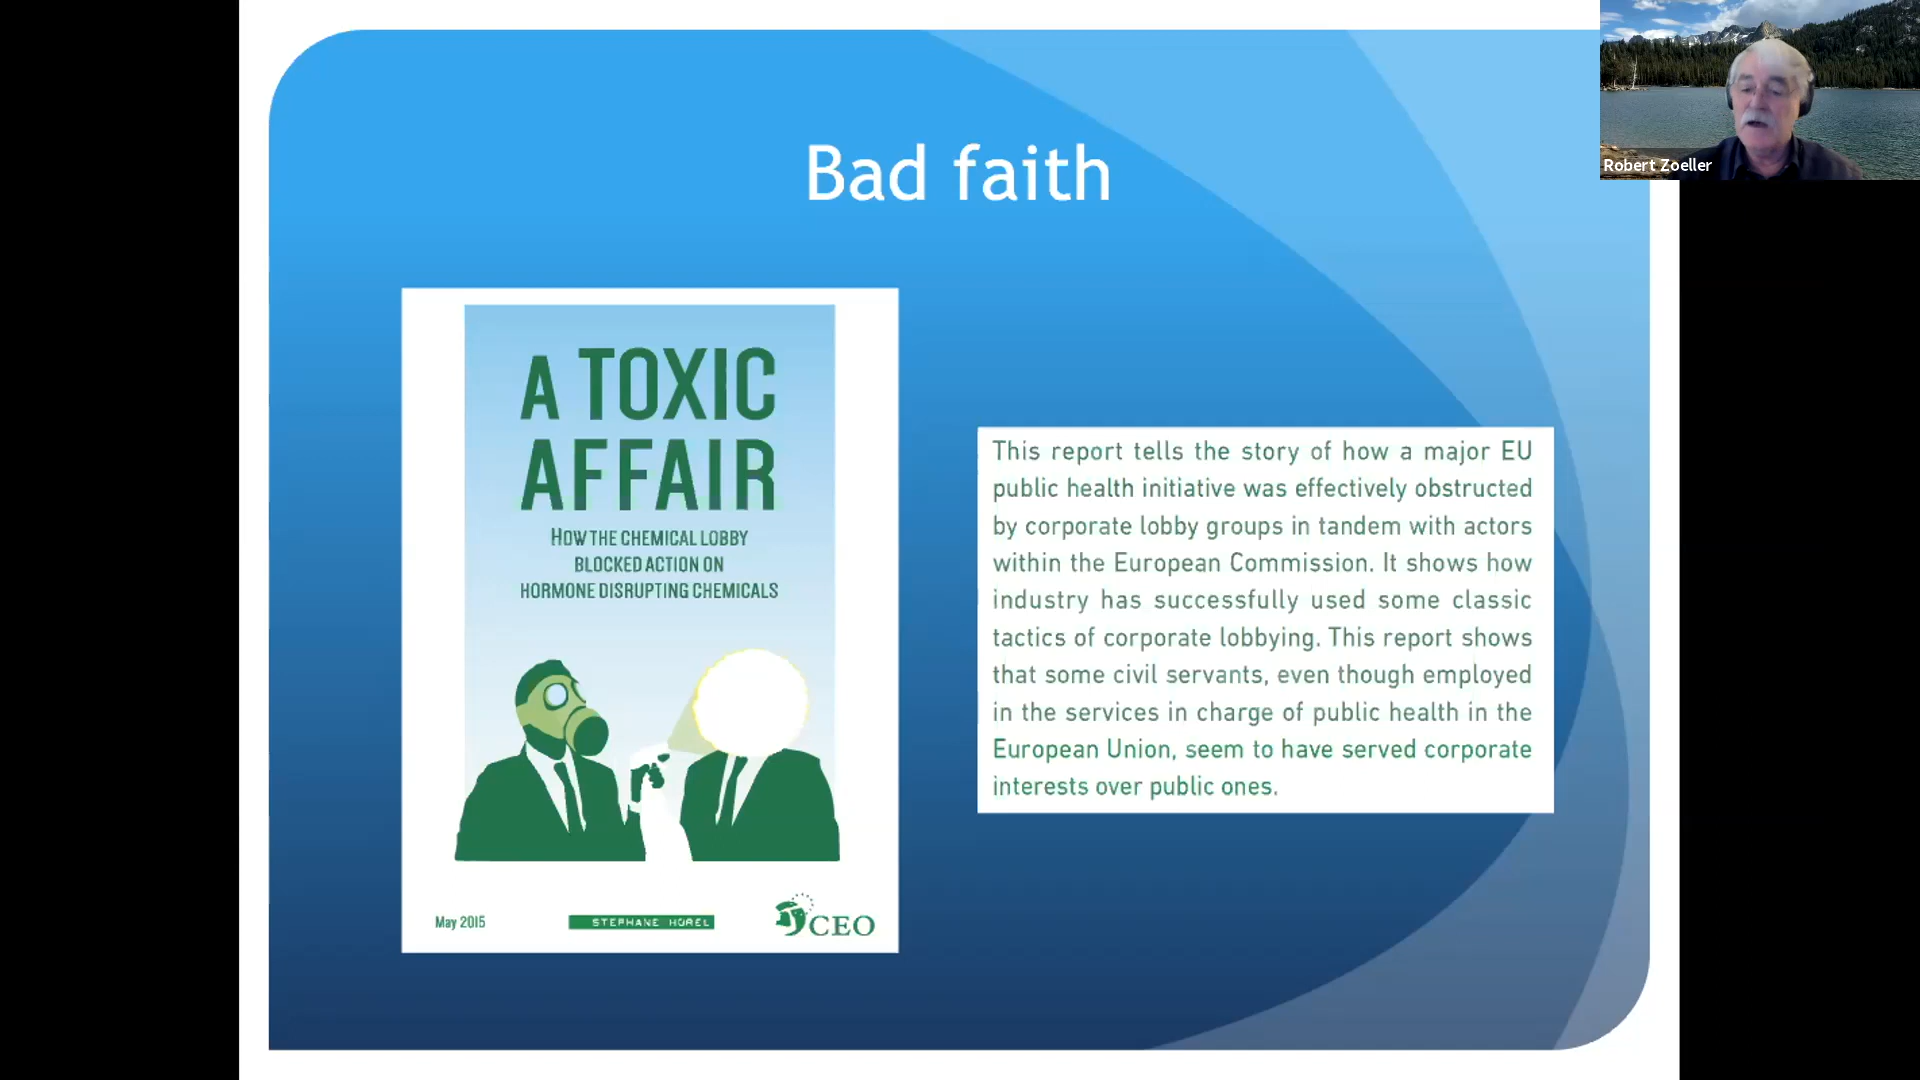 Bad faith
Robert Zoeller
A TOXIC
AFFAIR
HOW THE CHEMICAL LOBBY
BLOCKED ACTION ON
HORMONE DISRUPTING CHEMICALS
May 2015
STEPHANE HOREL
CEO
This report tells the story of how a major EU
public health initiative was effectively obstructed
by corporate lobby groups in tandem with actors
within the European Commission. It shows how
industry has successfully used some classic
tactics of corporate lobbying. This report shows
that some civil servants, even though employed
in the services in charge of public health in the
European Union, seem to have served corporate
interests over public ones.